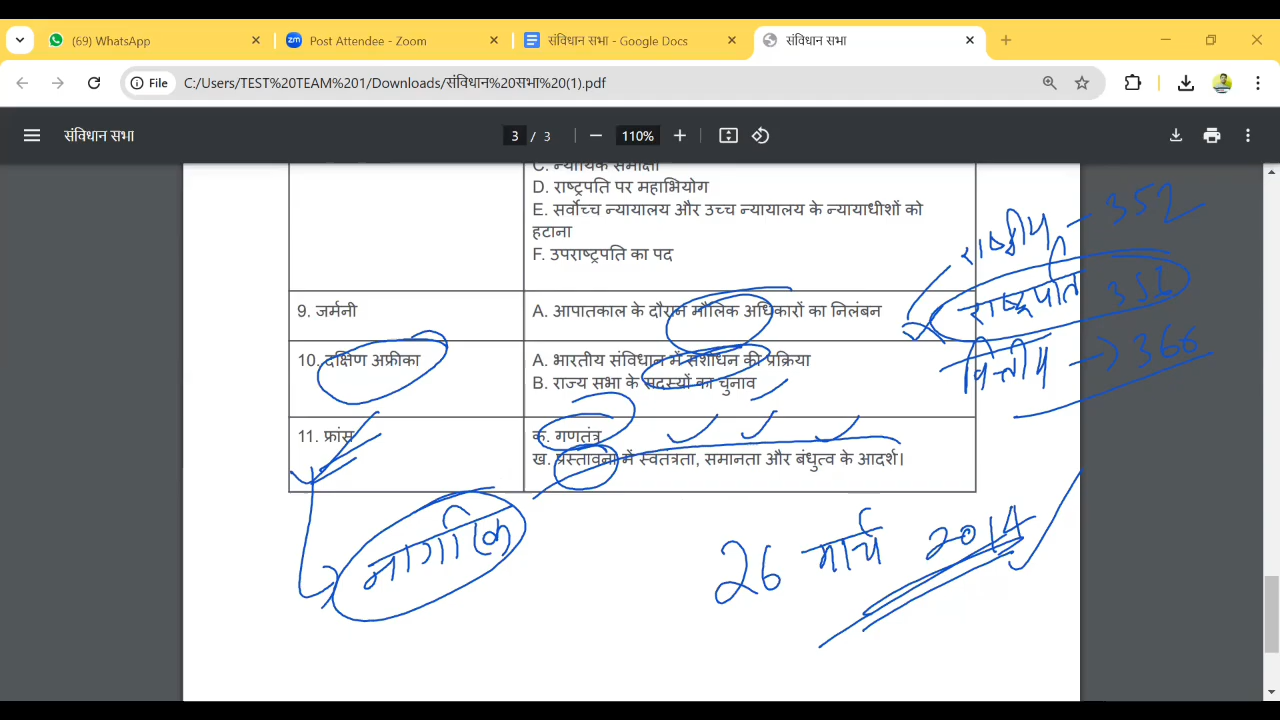 (69) WhatsApp
Post Attendee - Zoom
संविधान सभा - Google Docs
संविधान सभा
File
C:/Users/TEST%20TEAM%201/Downloads/संविधान%20सभा%20(1).pdf
संविधान सभा
3 / 3
110%
C. न्यायिक समीक्षा
D. राष्ट्रपति पर महाभियोग
E. सर्वोच्च न्यायालय और उच्च न्यायालय के न्यायाधीशों को
हटाना
F. उपराष्ट्रपति का पद
राष्ट्रीय - 352
राष्ट्रपति
वित्तीय → 360
9. जर्मनी
A. आपातकाल के दौरान मौलिक अधिकारों का निलंबन
10. दक्षिण अफ्रीका
A. भारतीय संविधान में संशोधन की प्रक्रिया
B. राज्य सभा के सदस्यों का चुनाव
11. फ्रांस
क. गणतंत्र
ख. प्रस्तावना में स्वतंत्रता, समानता और बंधुत्व के आदर्श।
26 मार्च 2014